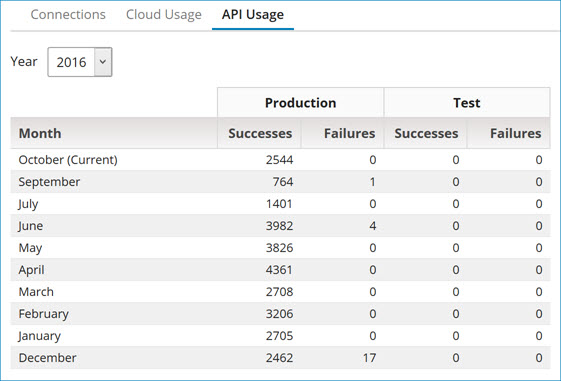 Connections Cloud Usage API Usage
Year 2016
Production Test
Month Successes Failures Successes Failures
October (Current) 2544 0 0 0
September 764 1 0 0
July 1401 0 0 0
June 3982 4 0 0
May 3826 0 0 0
April 4361 0 0 0
March 2708 0 0 0
February 3206 0 0 0
January 2705 0 0 0
December 2462 17 0 0